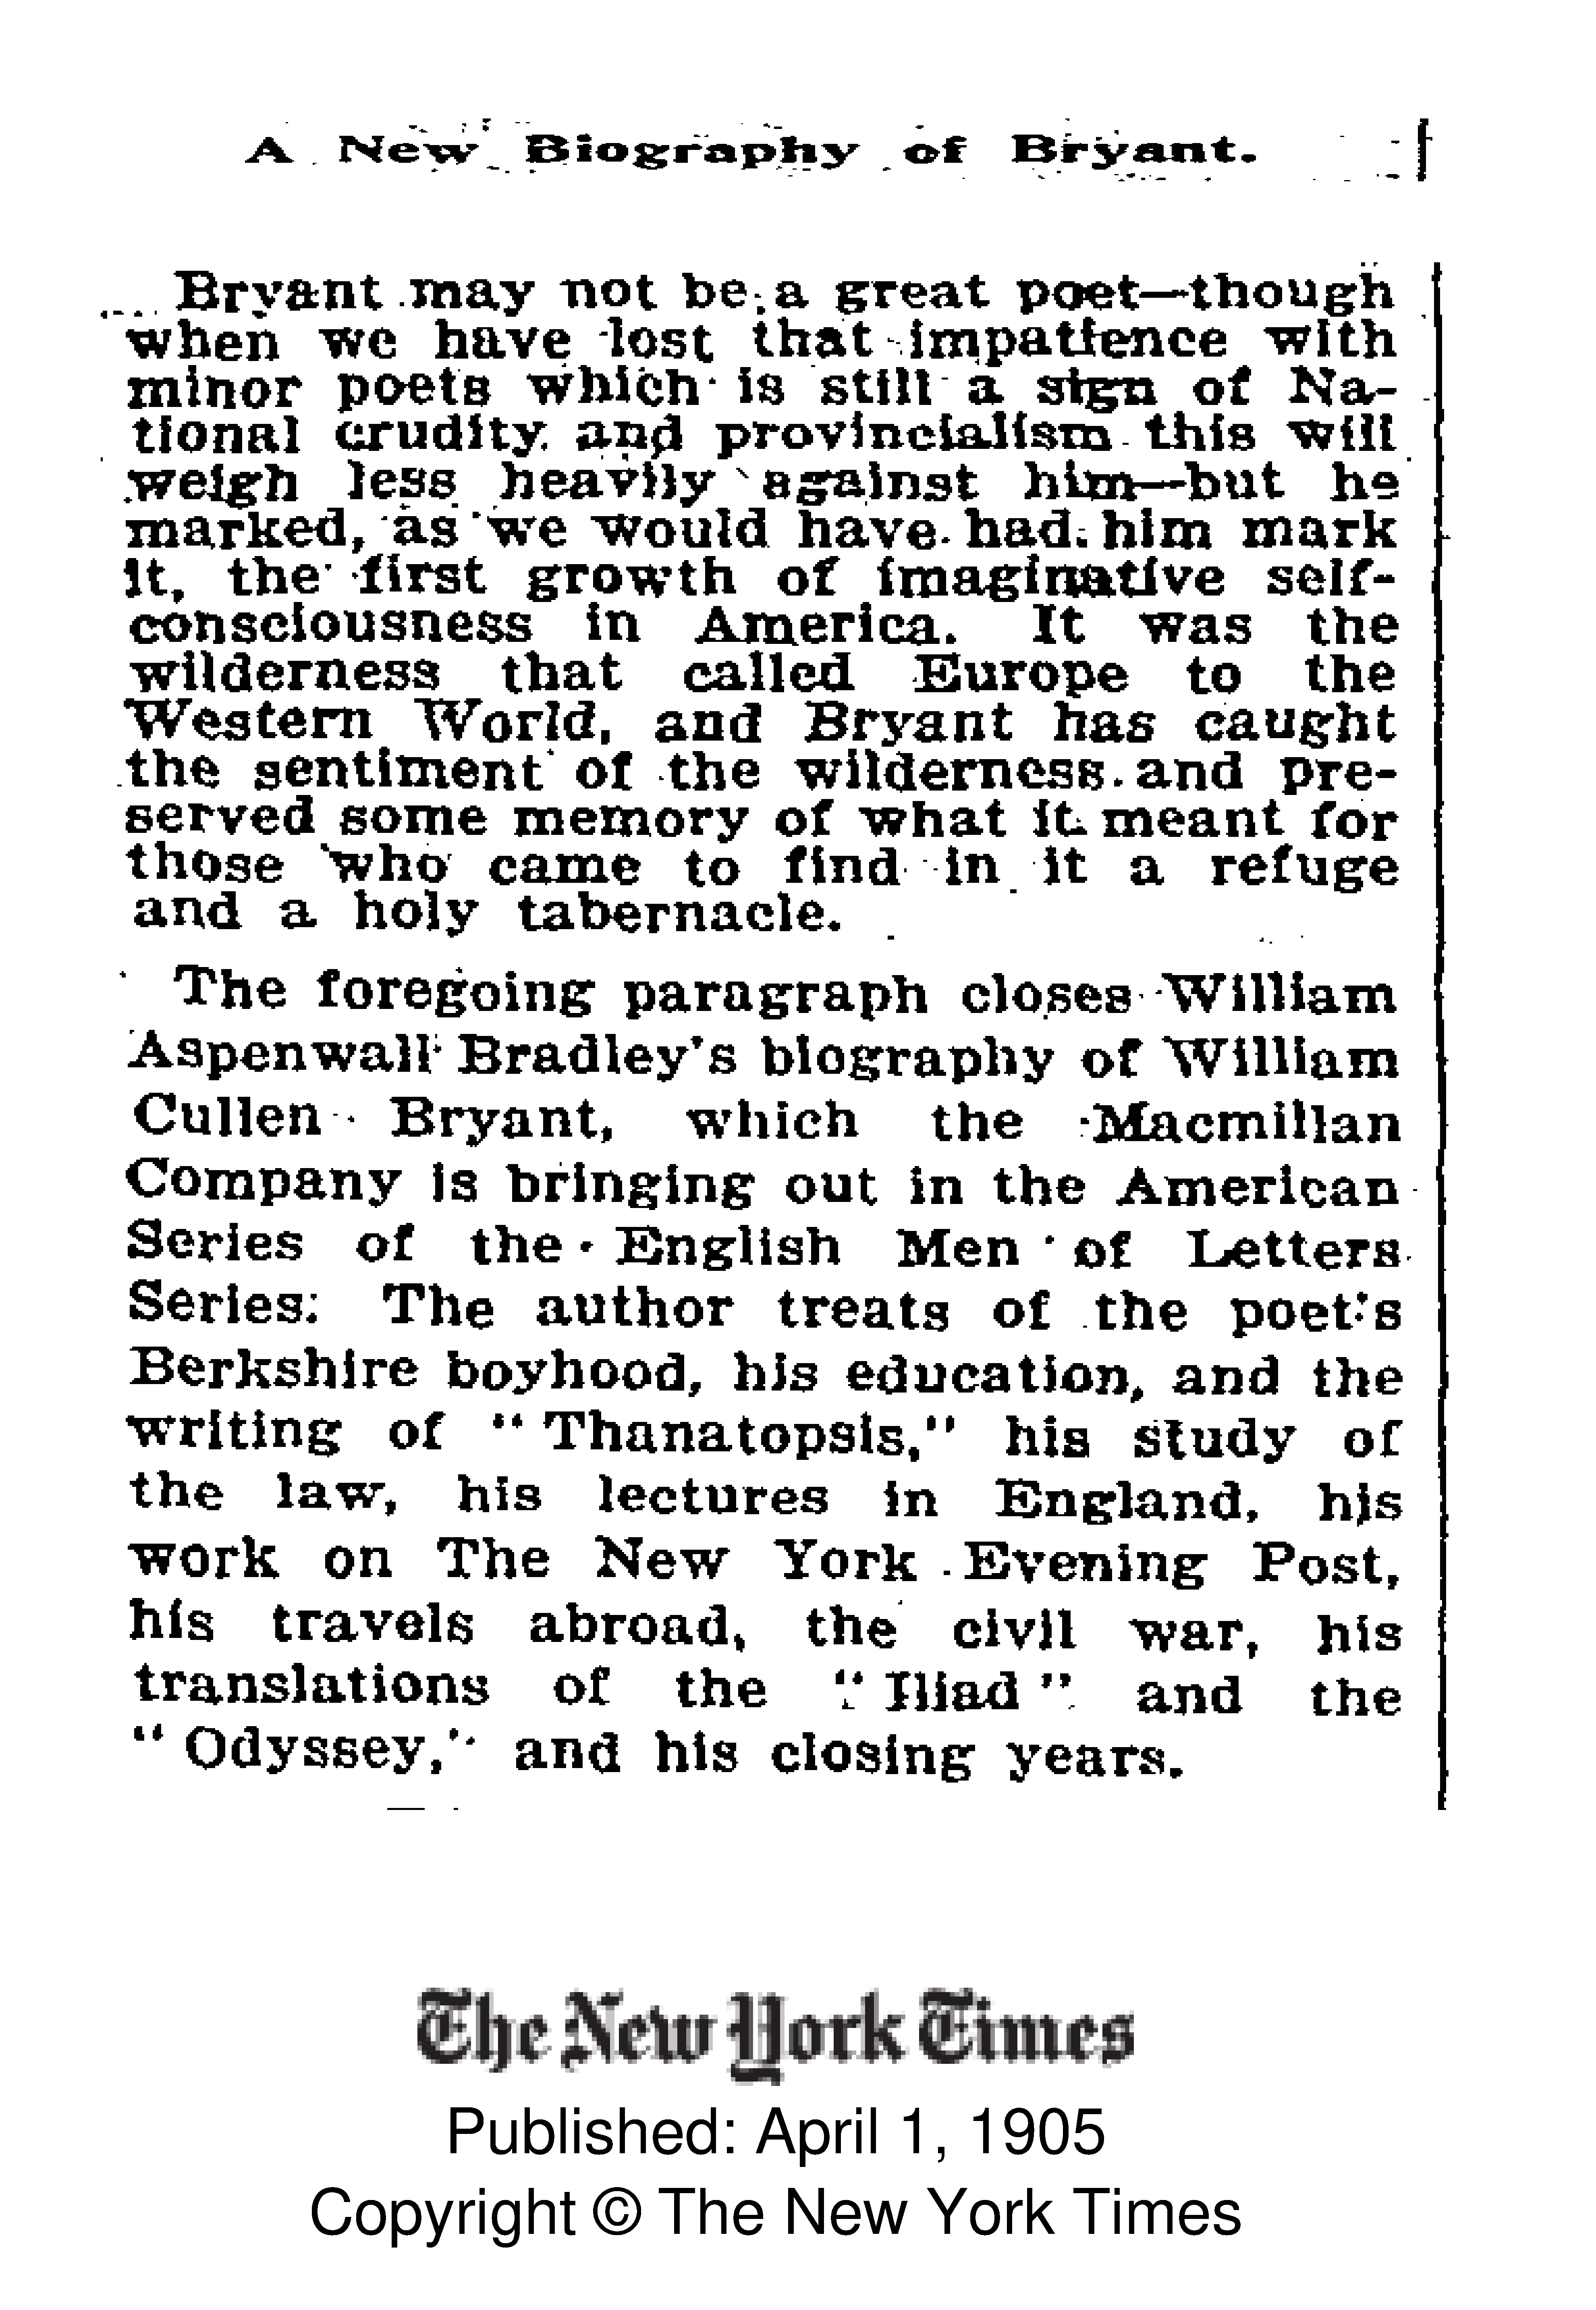 A New Biography of Bryant.
Bryant may not be a great poet—though
when we have lost that impatience with
minor poets which is still a sign of Na-
tional crudity and provincialism this will
weigh less heavily against him—but he
marked, as we would have had him mark
it, the first growth of imaginative self-
consciousness in America. It was the
wilderness that called Europe to the
Western World, and Bryant has caught
the sentiment of the wilderness and pre-
served some memory of what it meant for
those who came to find in it a refuge
and a holy tabernacle.
The foregoing paragraph closes William
Aspenwall Bradley's biography of William
Cullen Bryant, which the Macmillan
Company is bringing out in the American
Series of the English Men of Letters
Series. The author treats of the poet's
Berkshire boyhood, his education, and the
writing of "Thanatopsis," his study of
the law, his lectures in England, his
work on The New York Evening Post,
his travels abroad, the civil war, his
translations of the "Iliad" and the
"Odyssey," and his closing years.
The New York Times
Published: April 1, 1905
Copyright © The New York Times